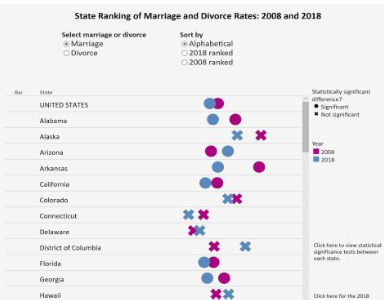 State Ranking of Marriage and Divorce Rates: 2008 and 2018
Select marriage or divorce
Marriage
Divorce
Sort by
Alphabetical
2018 ranked
2008 ranked
State
UNITED STATES
Alabama
Alaska
Arizona
Arkansas
California
Colorado
Connecticut
Delaware
District of Columbia
Florida
Georgia
Hawaii
Statistically significant
difference?
Significant
Not significant
Year
2008
2018
Click here to view statistical
significance tests between
each state.
Click here for the 2018